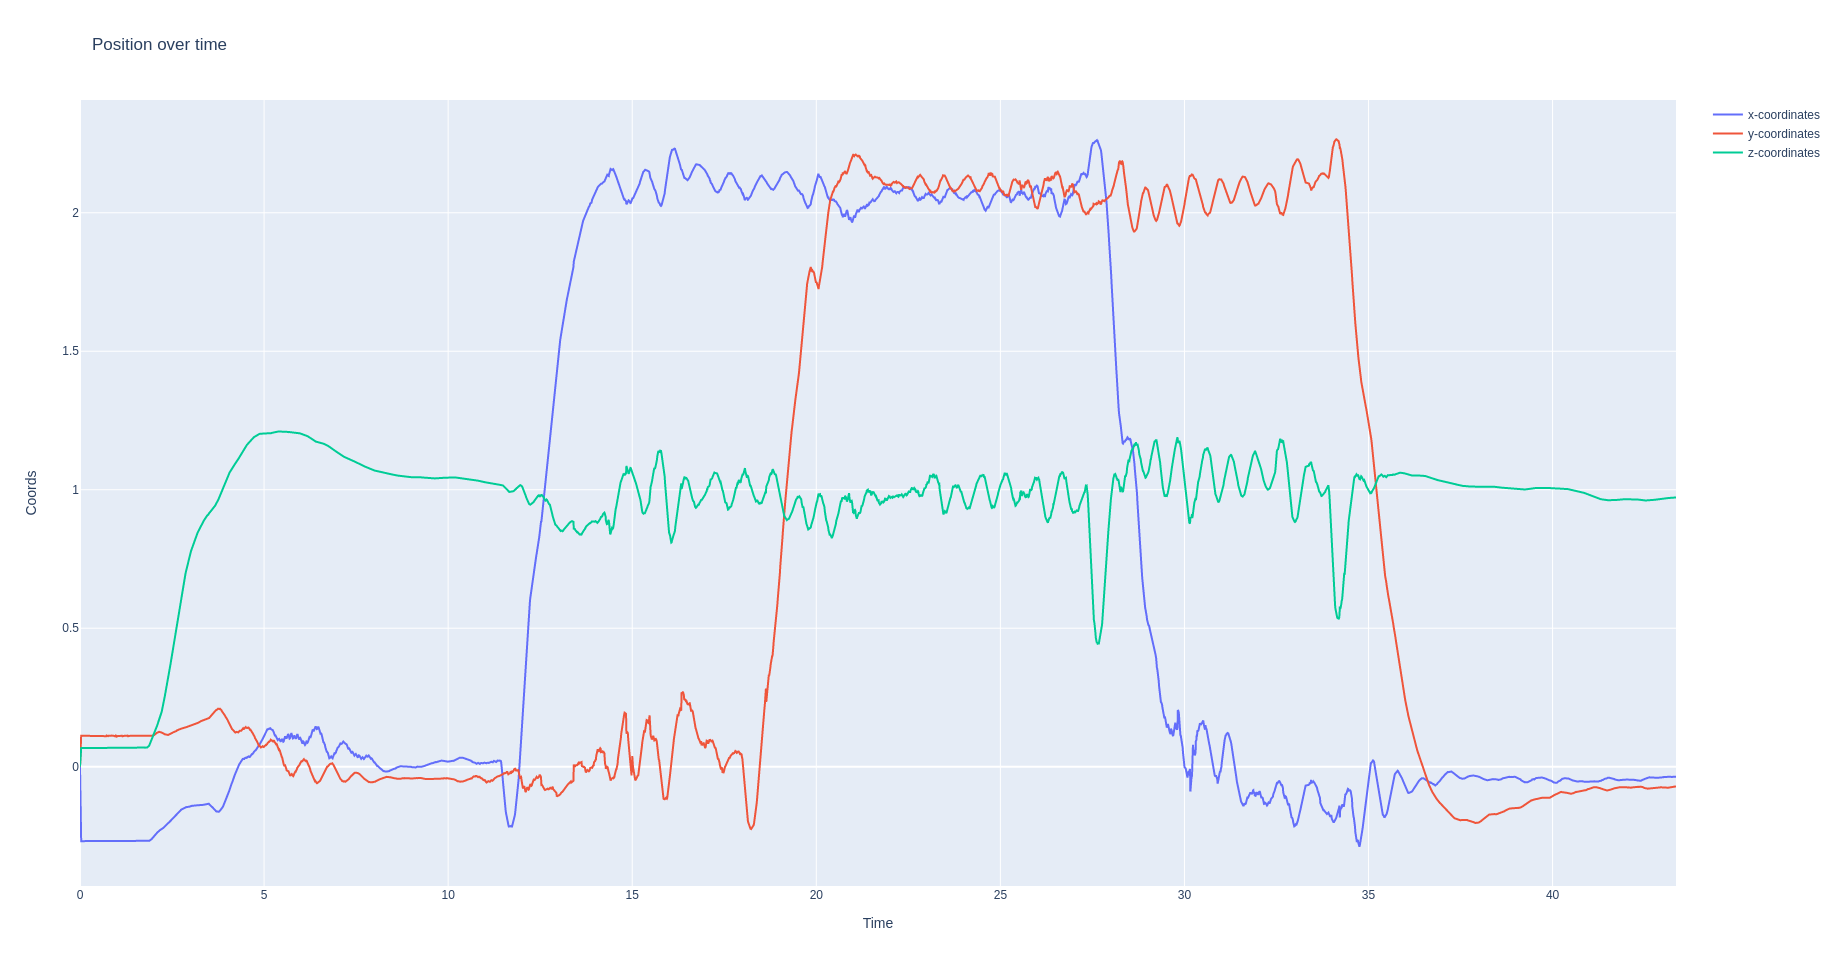 Position over time
x-coordinates
y-coordinates
z-coordinates
Coords
2
1.5
1
0.5
0
0 5 10 15 20 25 30 35 40
Time